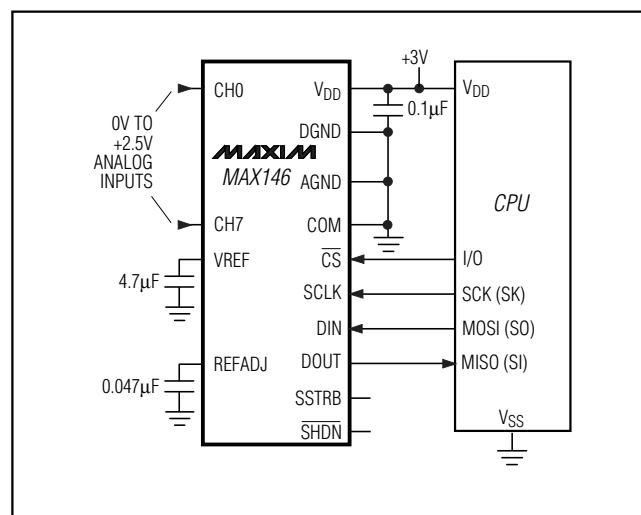 +3V
CH0
VDD
VDD
0.1µF
0V TO
+2.5V
ANALOG
INPUTS
DGND
MAXIM
MAX146
AGND
CPU
CH7
COM
VREF
CS
I/O
4.7µF
SCLK
SCK (SK)
DIN
MOSI (SO)
REFADJ
DOUT
MISO (SI)
0.047µF
SSTRB
SHDN
VSS